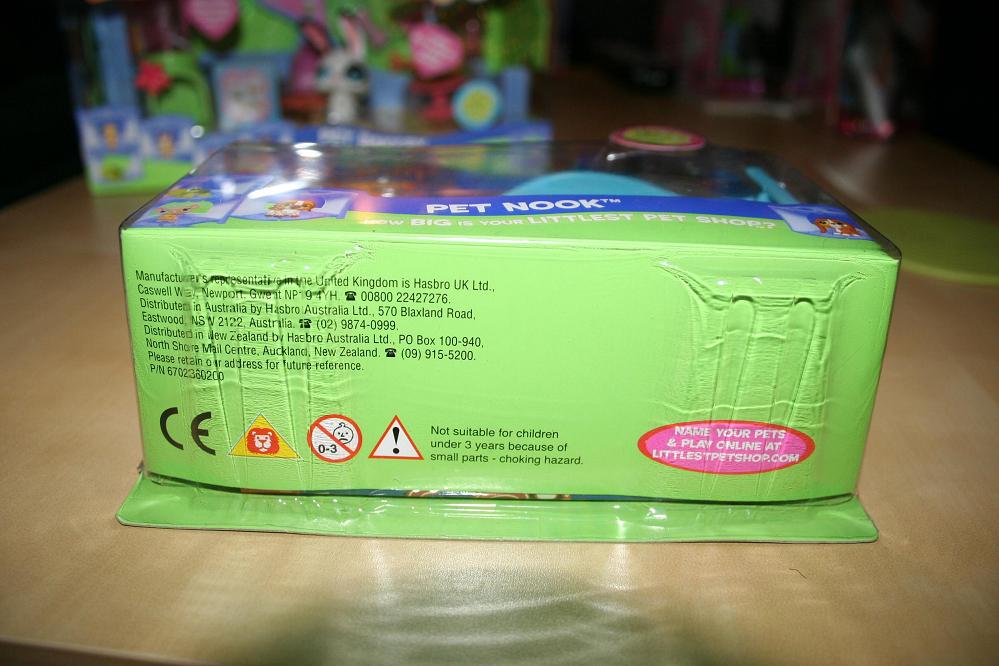 PET NOOK™
HOW BIG IS YOUR LITTLEST PET SHOP?
Manufacturer's representative in the United Kingdom is Hasbro UK Ltd.,
Caswell Way, Newport, Gwent NP19 4YH. ☎ 00800 22427276.
Distributed in Australia by Hasbro Australia Ltd., 570 Blaxland Road,
Eastwood, NSW 2122, Australia. ☎ (02) 9874-0999.
Distributed in New Zealand by Hasbro Australia Ltd., PO Box 100-940,
North Shore Mail Centre, Auckland, New Zealand. ☎ (09) 915-5200.
Please retain our address for future reference.
P/N 6702360200
CE
0-3
!
Not suitable for children
under 3 years because of
small parts - choking hazard.
NAME YOUR PETS
& PLAY ONLINE AT
LITTLESTPETSHOP.COM